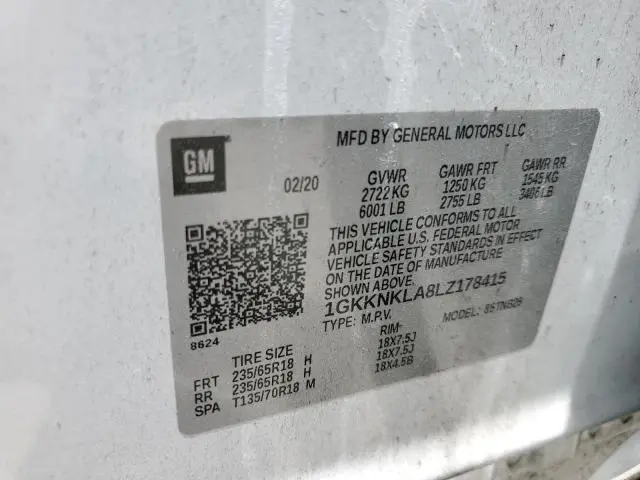 GM
MFD BY GENERAL MOTORS LLC
02/20
GVWR GAWR FRT GAWR RR
2722 KG 1250 KG 1545 KG
6001 LB 2755 LB 3406 LB
THIS VEHICLE CONFORMS TO ALL
APPLICABLE U.S. FEDERAL MOTOR
VEHICLE SAFETY STANDARDS IN EFFECT
ON THE DATE OF MANUFACTURE
SHOWN ABOVE.
1GKKNKLA8LZ178415
TYPE: M.P.V. MODEL:
8624
TIRE SIZE RIM
FRT 235/65R18 H 18X7.5J
RR 235/65R18 H 18X7.5J
SPA T135/70R18 M 18X4.5B